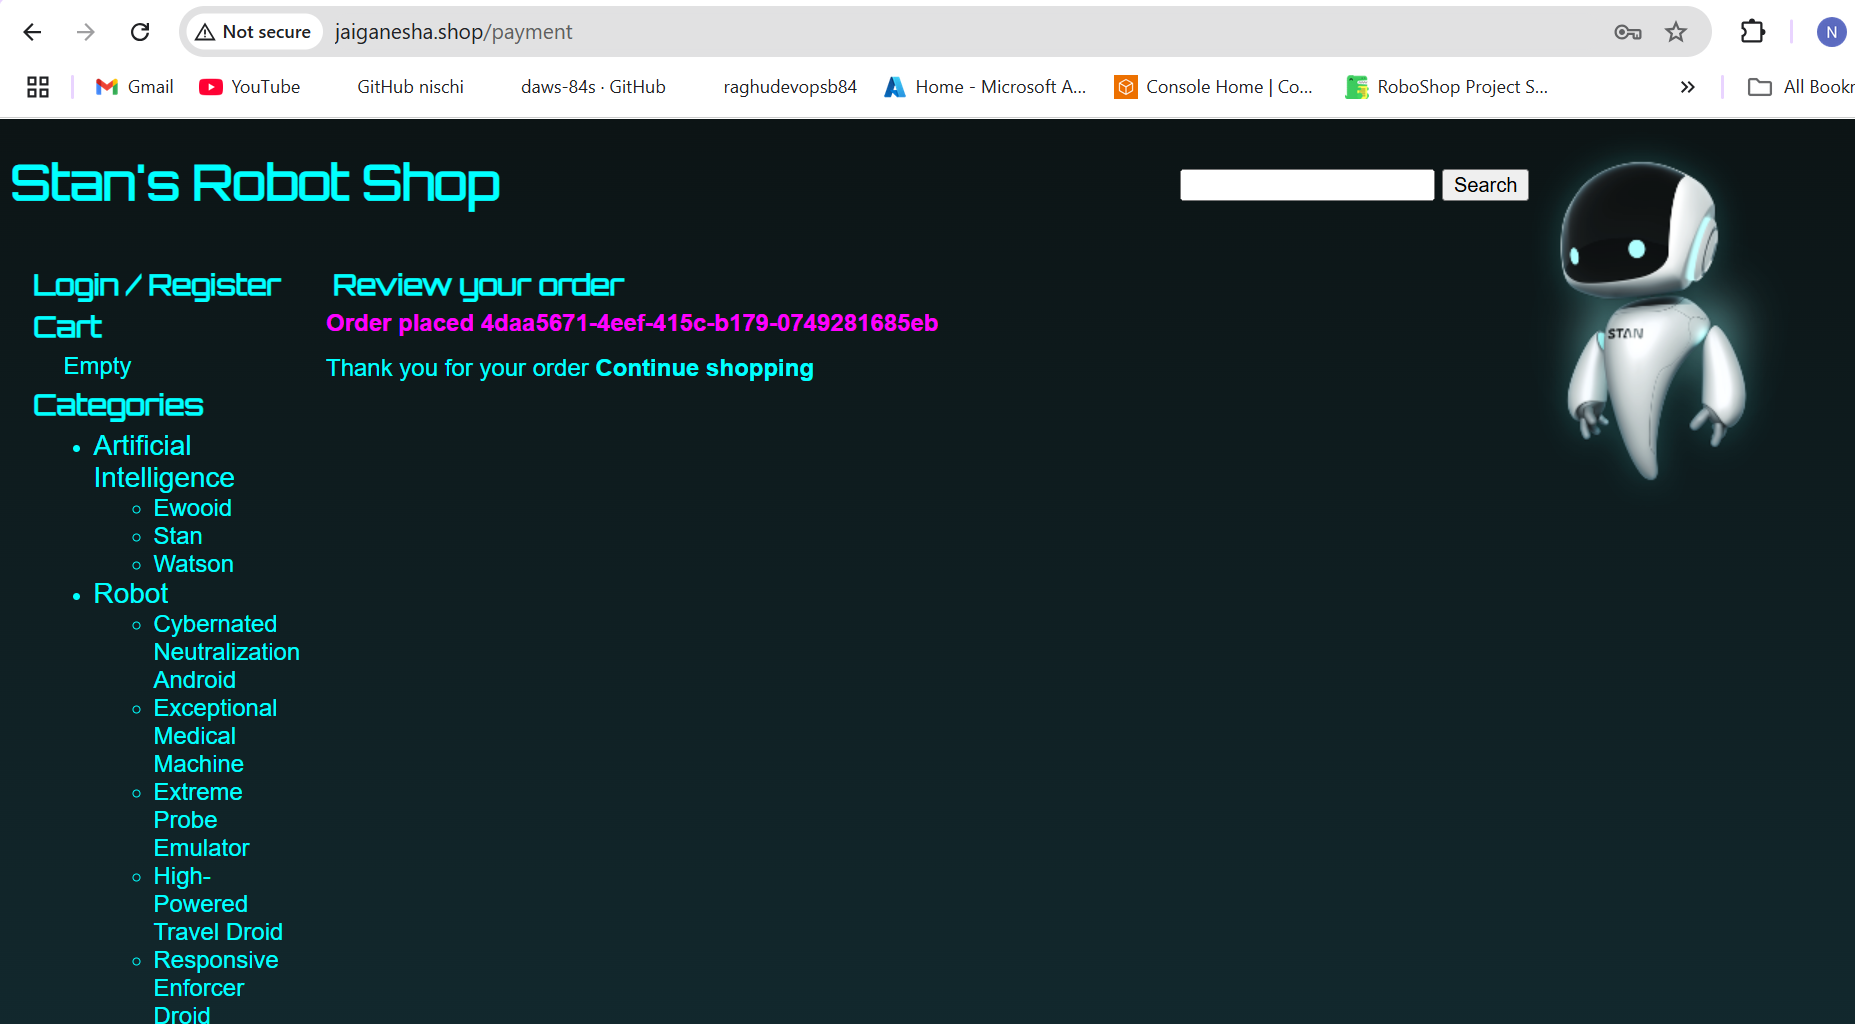 Not secure jaiganesha.shop/payment N
Gmail YouTube GitHub nischi daws-84s · GitHub raghudevopsb84 Home - Microsoft A... Console Home | Co... RoboShop Project S... » All Bookr
Stan's Robot Shop
Search
STAN
Login / Register
Cart
Empty
Categories
Artificial
Intelligence
Ewooid
Stan
Watson
Robot
Cybernated
Neutralization
Android
Exceptional
Medical
Machine
Extreme
Probe
Emulator
High-
Powered
Travel Droid
Responsive
Enforcer
Droid
Review your order
Order placed 4daa5671-4eef-415c-b179-0749281685eb
Thank you for your order Continue shopping